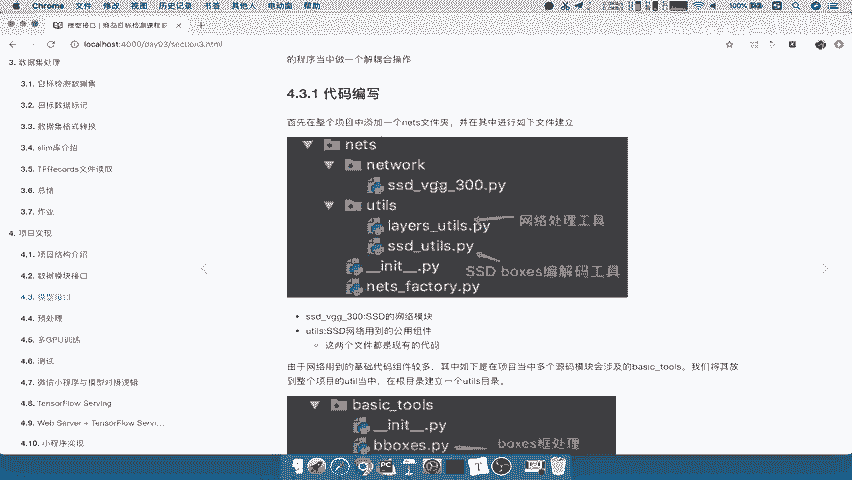 Chrome 文件 修改 视图 历史记录 书签 其他人 电动窗 帮助
100%
localhost:4000/day03/section3.html
3. 数据集处理
3.1. 目标检测数据集
3.2. 目标数据标记
3.3. 数据集格式转换
3.4. slim库介绍
3.5. TFRecords文件读取
3.6. 总结
3.7. 作业
4. 项目实现
4.1. 项目结构介绍
4.2. 数据模块接口
4.3. 模型接口
4.4. 预处理
4.5. 多GPU训练
4.6. 测试
4.7. 微信小程序与模型对接逻辑
4.8. TensorFlow Serving
4.9. Web Server + TensorFlow Servi...
4.10. 小程序实现
的程序当中做一个解耦合操作
4.3.1 代码编写
首先在整个项目中添加一个nets文件夹，并在其中进行如下文件建立
nets
network
ssd_vgg_300.py
utils
layers_utils.py 网络处理工具
ssd_utils.py
__init__.py SSD boxes编解码工具
nets_factory.py
ssd_vgg_300:SSD的网络模块
utils:SSD网络用到的公用组件
这两个文件都是现有的代码
由于网络用到的基础代码组件较多，其中如下是在项目当中多个源码模块会涉及的basic_tools。我们将其放
到整个项目的util当中，在根目录建立一个utils目录。
basic_tools
__init__.py
bboxes.py boxes框处理